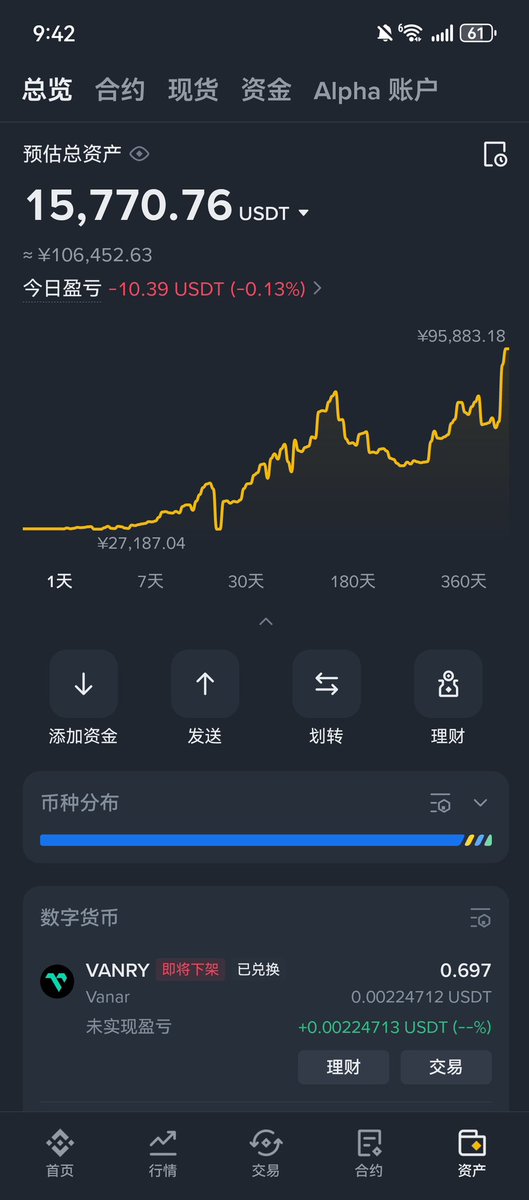 9:42
6
61
总览 合约 现货 资金 Alpha 账户
预估总资产
15,770.76 USDT
≈ ¥106,452.63
今日盈亏 -10.39 USDT (-0.13%)
¥95,883.18
¥27,187.04
1天 7天 30天 180天 360天
添加资金 发送 划转 理财
币种分布
数字货币
VANRY 即将下架 已兑换 0.697
Vanar 0.00224712 USDT
未实现盈亏 +0.00224713 USDT (--%)
理财 交易
首页 行情 交易 合约 资产